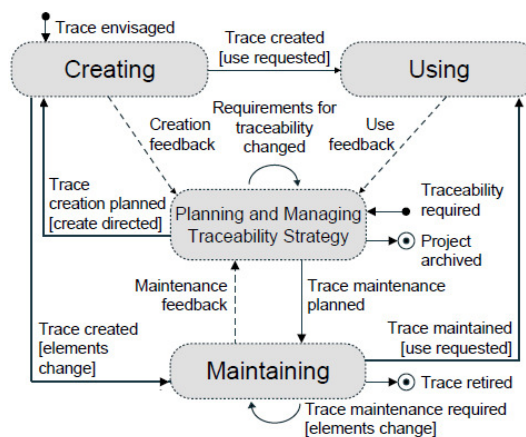 Trace envisaged
Creating
Trace created
[use requested]
Using
Requirements for
traceability
changed
Creation
feedback
Use
feedback
Trace
creation planned
[create directed]
Planning and Managing
Traceability Strategy
Traceability
required
Project
archived
Maintenance
feedback
Trace maintenance
planned
Trace created
[elements
change]
Trace maintained
[use requested]
Maintaining
Trace retired
Trace maintenance required
[elements change]